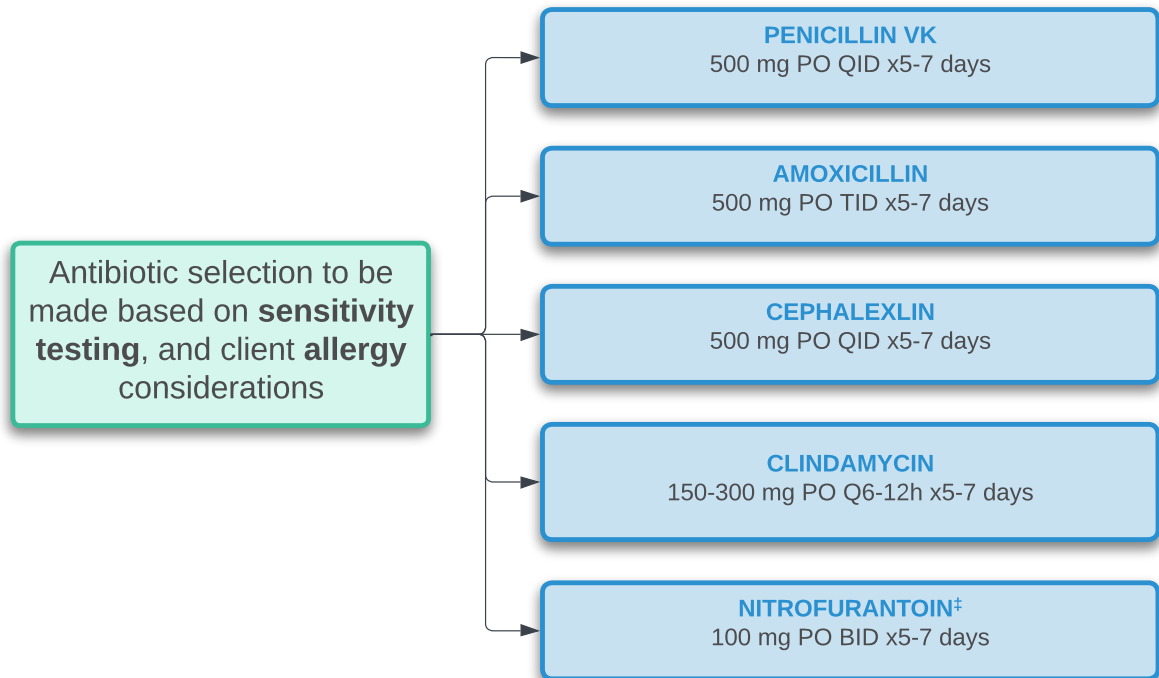 Antibiotic selection to be
made based on sensitivity
testing, and client allergy
considerations
PENICILLIN VK
500 mg PO QID x5-7 days
AMOXICILLIN
500 mg PO TID x5-7 days
CEPHALEXLIN
500 mg PO QID x5-7 days
CLINDAMYCIN
150-300 mg PO Q6-12h x5-7 days
NITROFURANTOIN‡
100 mg PO BID x5-7 days